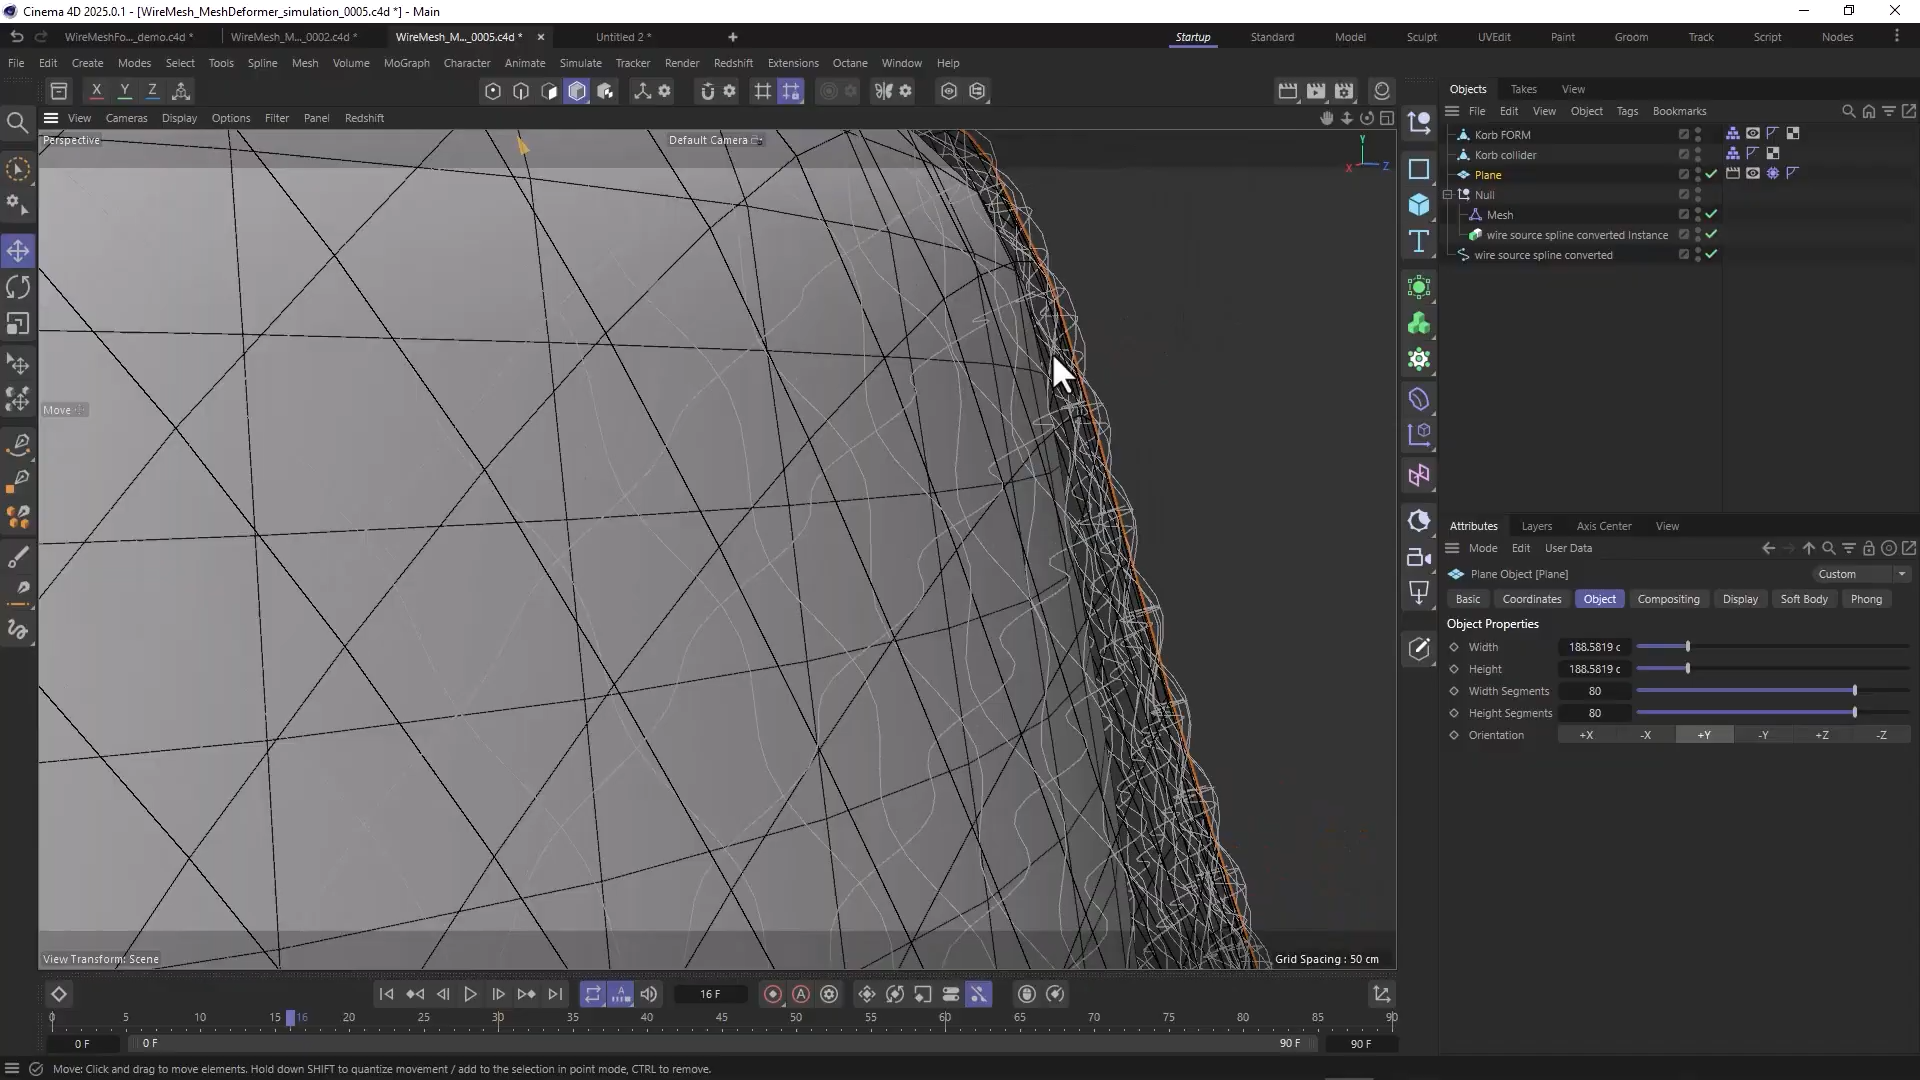 Cinema 4D 2025.0.1 - [WireMesh_MeshDeformer_simulation_0005.c4d *] - Main
WireMeshFo..._demo.c4d *
WireMesh_M..._0002.c4d *
WireMesh_M..._0005.c4d *
Untitled 2 *
Startup
Standard
Model
Sculpt
UVEdit
Paint
Groom
Track
Script
Nodes
File Edit Create Modes Select Tools Spline Mesh Volume MoGraph Character Animate Simulate Tracker Render Redshift Extensions Octane Window Help
X Y Z
View Cameras Display Options Filter Panel Redshift
Perspective
Default Camera
Y
X
Z
Move
View Transform: Scene
Grid Spacing : 50 cm
Objects Takes View
File Edit View Object Tags Bookmarks
Korb FORM
Korb collider
Plane
Null
Mesh
wire source spline converted Instance
wire source spline converted
Attributes Layers Axis Center View
Mode Edit User Data
Plane Object [Plane]
Custom
Basic Coordinates Object Compositing Display Soft Body Phong
Object Properties
Width 188.5819 c
Height 188.5819 c
Width Segments 80
Height Segments 80
Orientation +X -X +Y -Y +Z -Z
16 F
0 5 10 15 16 20 25 30 35 40 45 50 55 60 65 70 75 80 85 90
0 F 0 F 90 F 90 F
Move: Click and drag to move elements. Hold down SHIFT to quantize movement / add to the selection in point mode, CTRL to remove.